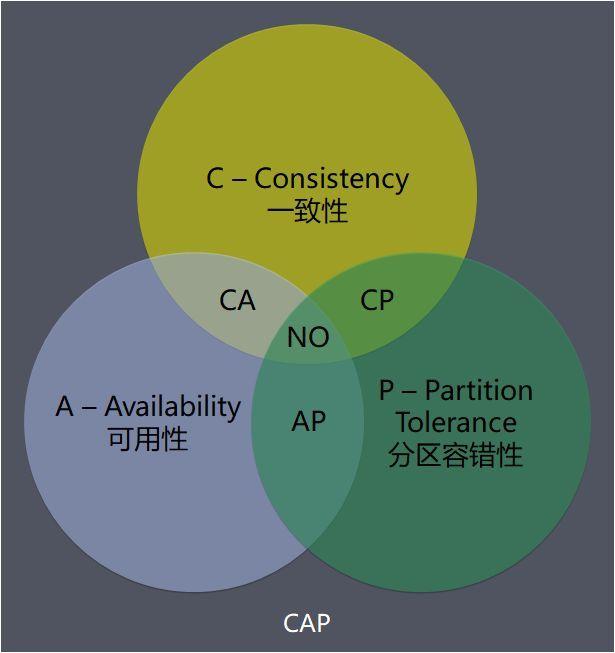 C – Consistency
一致性
CA
CP
NO
A – Availability
可用性
AP
P – Partition
Tolerance
分区容错性
CAP